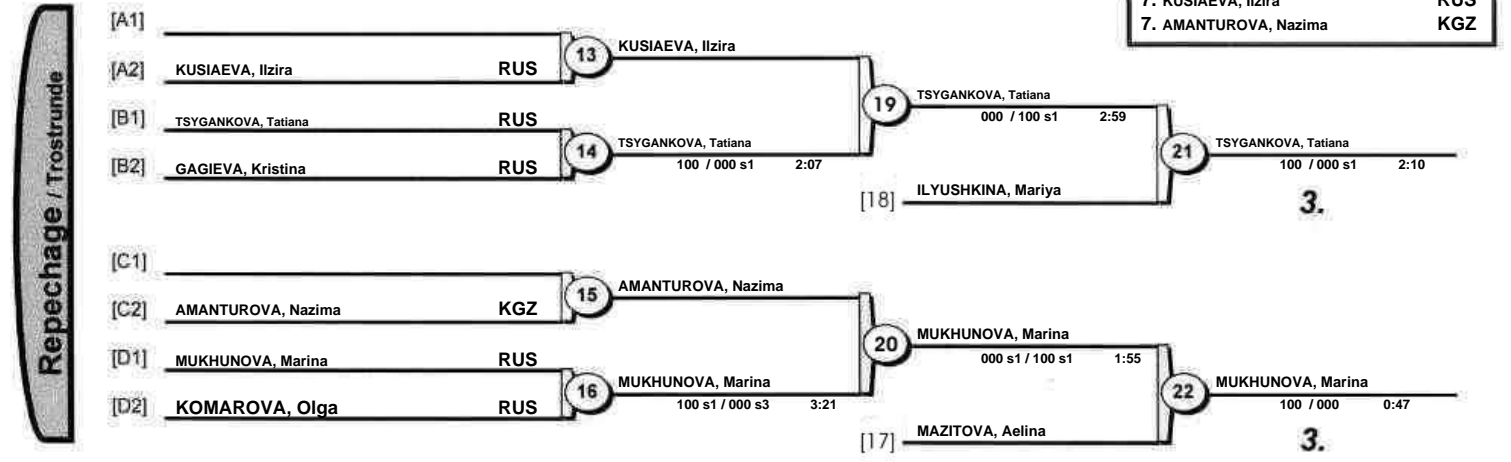 7. KUSIAEVA, Ilzira RUS
7. AMANTUROVA, Nazima KGZ
Repechage / Trostrunde
[A1]
[A2] KUSIAEVA, Ilzira RUS
13 KUSIAEVA, Ilzira
[B1] TSYGANKOVA, Tatiana RUS
[B2] GAGIEVA, Kristina RUS
14 TSYGANKOVA, Tatiana
100 / 000 s1 2:07
19 TSYGANKOVA, Tatiana
000 / 100 s1 2:59
[18] ILYUSHKINA, Mariya
21 TSYGANKOVA, Tatiana
100 / 000 s1 2:10
3.
[C1]
[C2] AMANTUROVA, Nazima KGZ
15 AMANTUROVA, Nazima
[D1] MUKHUNOVA, Marina RUS
[D2] KOMAROVA, Olga RUS
16 MUKHUNOVA, Marina
100 s1 / 000 s3 3:21
20 MUKHUNOVA, Marina
000 s1 / 100 s1 1:55
[17] MAZITOVA, Aelina
22 MUKHUNOVA, Marina
100 / 000 0:47
3.